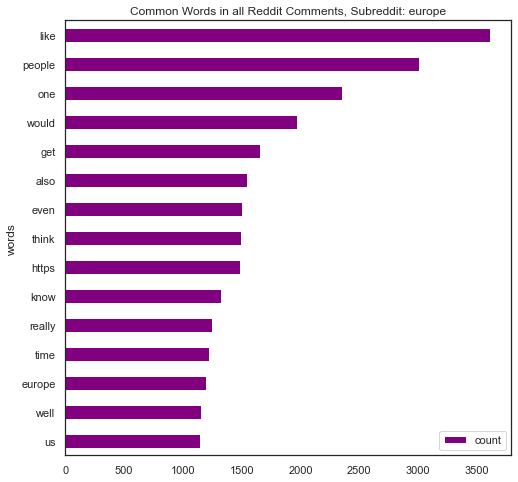 Common Words in all Reddit Comments, Subreddit: europe
like
people
one
would
get
also
even
think
https
know
really
time
europe
well
us
words
count
0 500 1000 1500 2000 2500 3000 3500